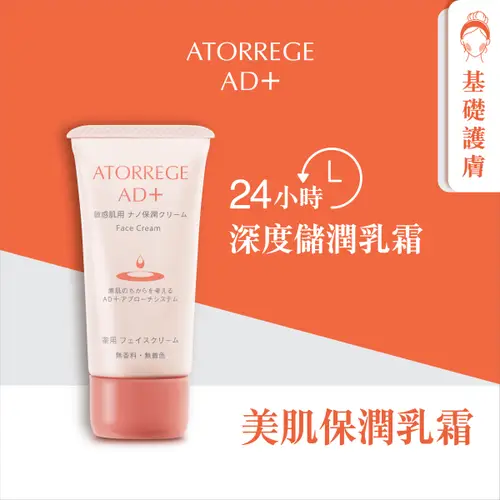 ATORREGE
AD+
基礎護膚
ATORREGE
AD+
敏感肌用 ナノ保潤クリーム
Face Cream
素肌のちからを考える
AD+アプローチシステム
薬用 フェイスクリーム
無香料・無着色
24小時
深度儲潤乳霜
美肌保潤乳霜